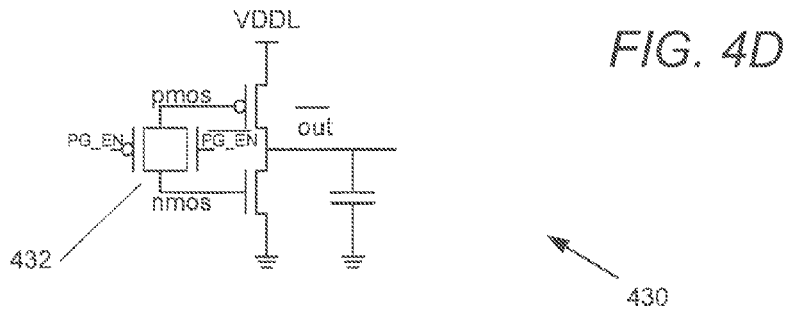 VDDL
FIG. 4D
pmos
out
PG_EN
PG_EN
nmos
432
430